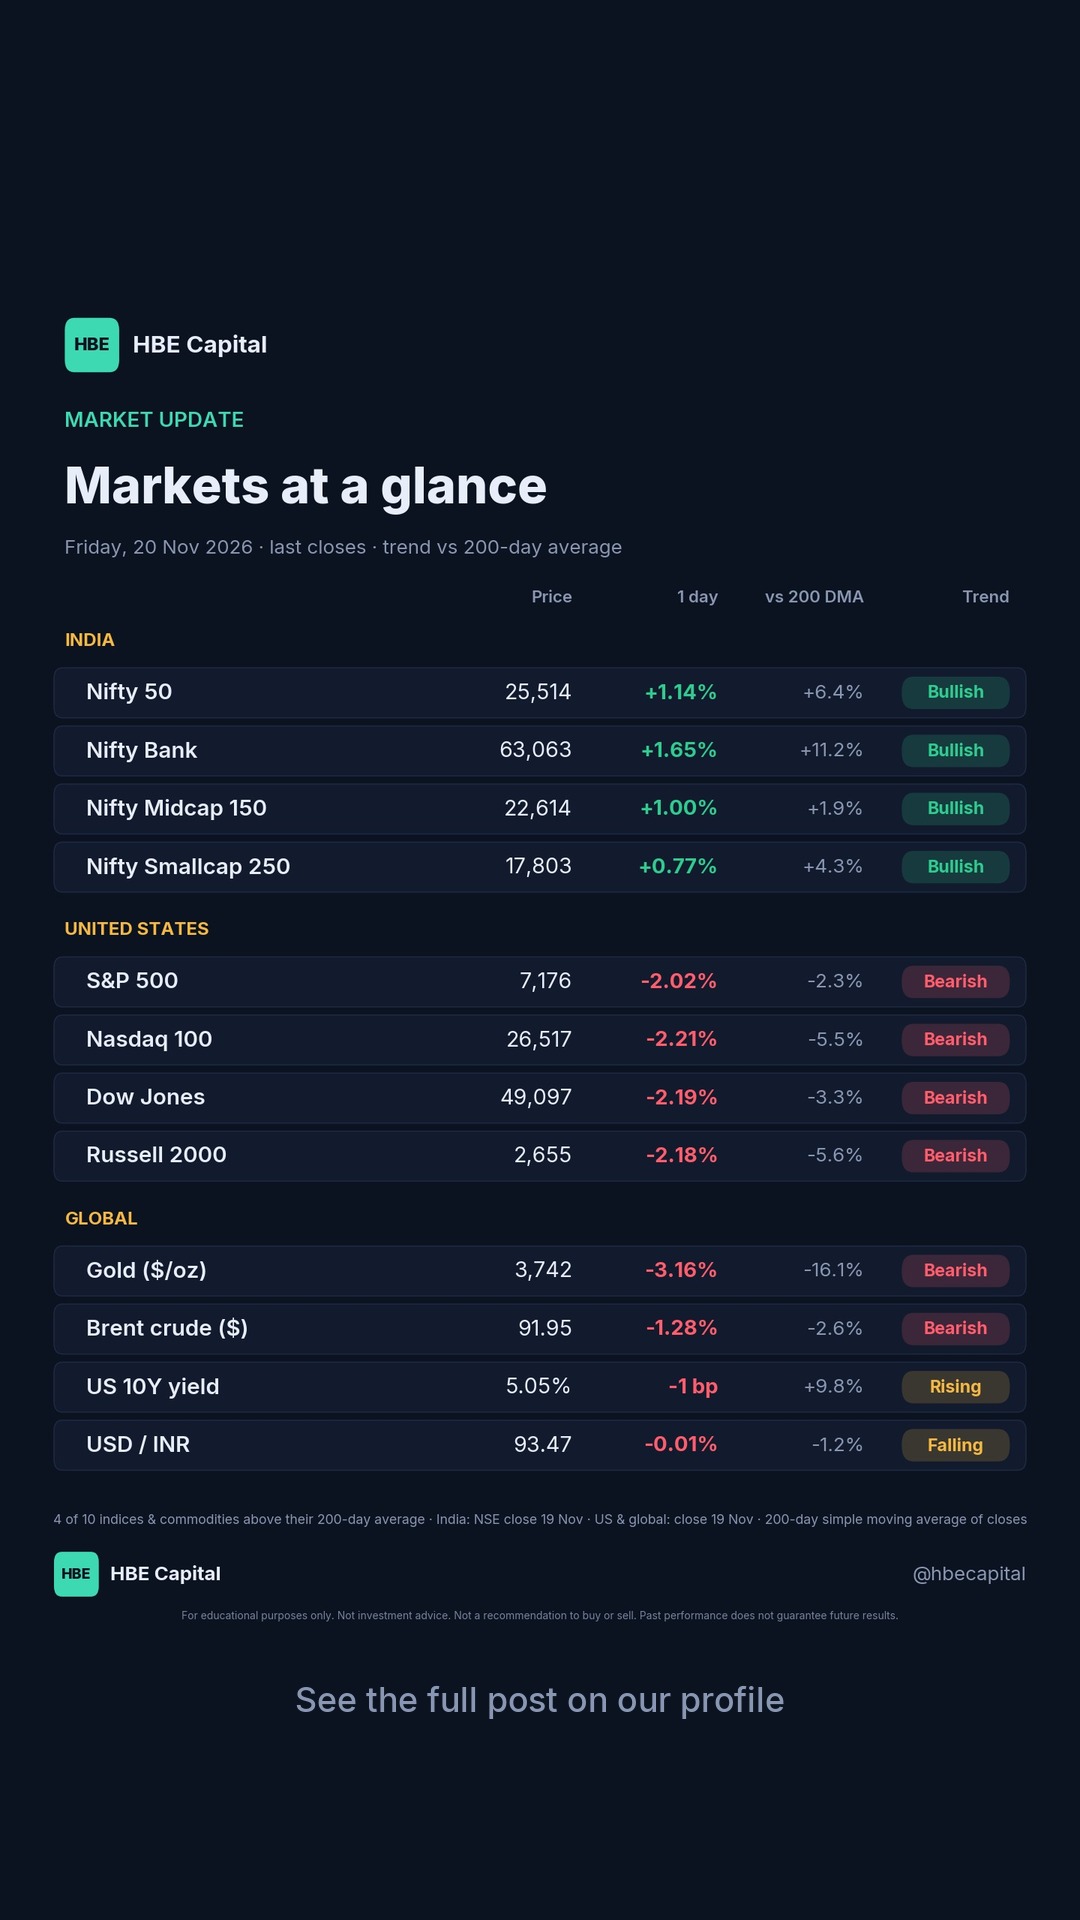 HBE HBE Capital
MARKET UPDATE
Markets at a glance
Friday, 20 Nov 2026 · last closes · trend vs 200-day average
Price 1 day vs 200 DMA Trend
INDIA
Nifty 50 25,514 +1.14% +6.4% Bullish
Nifty Bank 63,063 +1.65% +11.2% Bullish
Nifty Midcap 150 22,614 +1.00% +1.9% Bullish
Nifty Smallcap 250 17,803 +0.77% +4.3% Bullish
UNITED STATES
S&P 500 7,176 -2.02% -2.3% Bearish
Nasdaq 100 26,517 -2.21% -5.5% Bearish
Dow Jones 49,097 -2.19% -3.3% Bearish
Russell 2000 2,655 -2.18% -5.6% Bearish
GLOBAL
Gold ($/oz) 3,742 -3.16% -16.1% Bearish
Brent crude ($) 91.95 -1.28% -2.6% Bearish
US 10Y yield 5.05% -1 bp +9.8% Rising
USD / INR 93.47 -0.01% -1.2% Falling
4 of 10 indices & commodities above their 200-day average · India: NSE close 19 Nov · US & global: close 19 Nov · 200-day simple moving average of closes
HBE HBE Capital @hbecapital
For educational purposes only. Not investment advice. Not a recommendation to buy or sell. Past performance does not guarantee future results.
See the full post on our profile